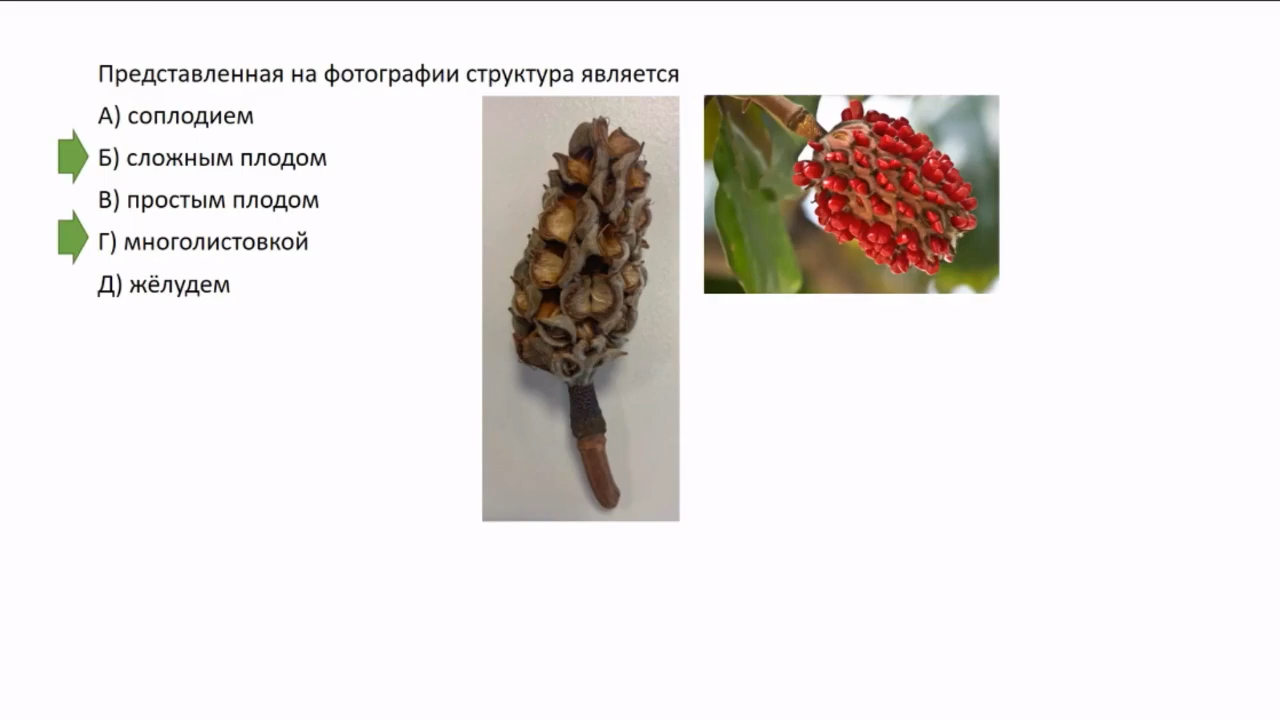 Представленная на фотографии структура является
А) соплодием
Б) сложным плодом
В) простым плодом
Г) многолистовкой
Д) жёлудем